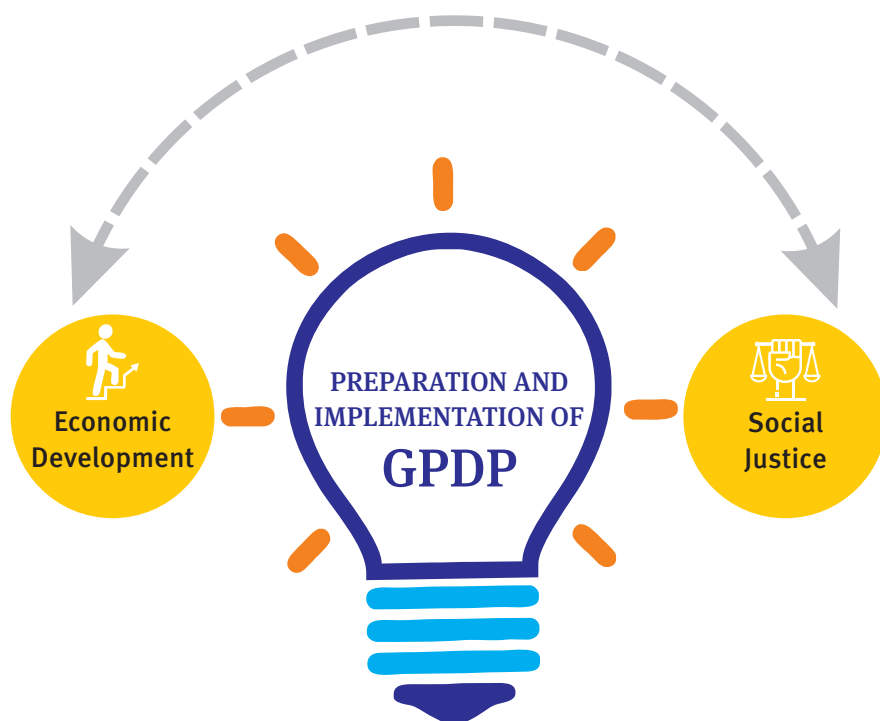 PREPARATION AND
IMPLEMENTATION OF
GPDP
Economic
Development
Social
Justice